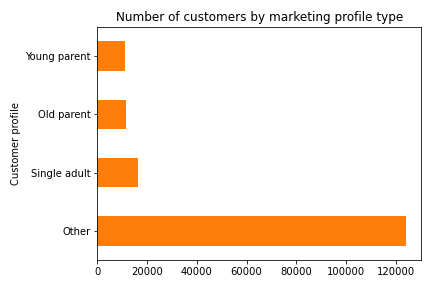 Number of customers by marketing profile type
Customer profile
Young parent
Old parent
Single adult
Other
0 20000 40000 60000 80000 100000 120000